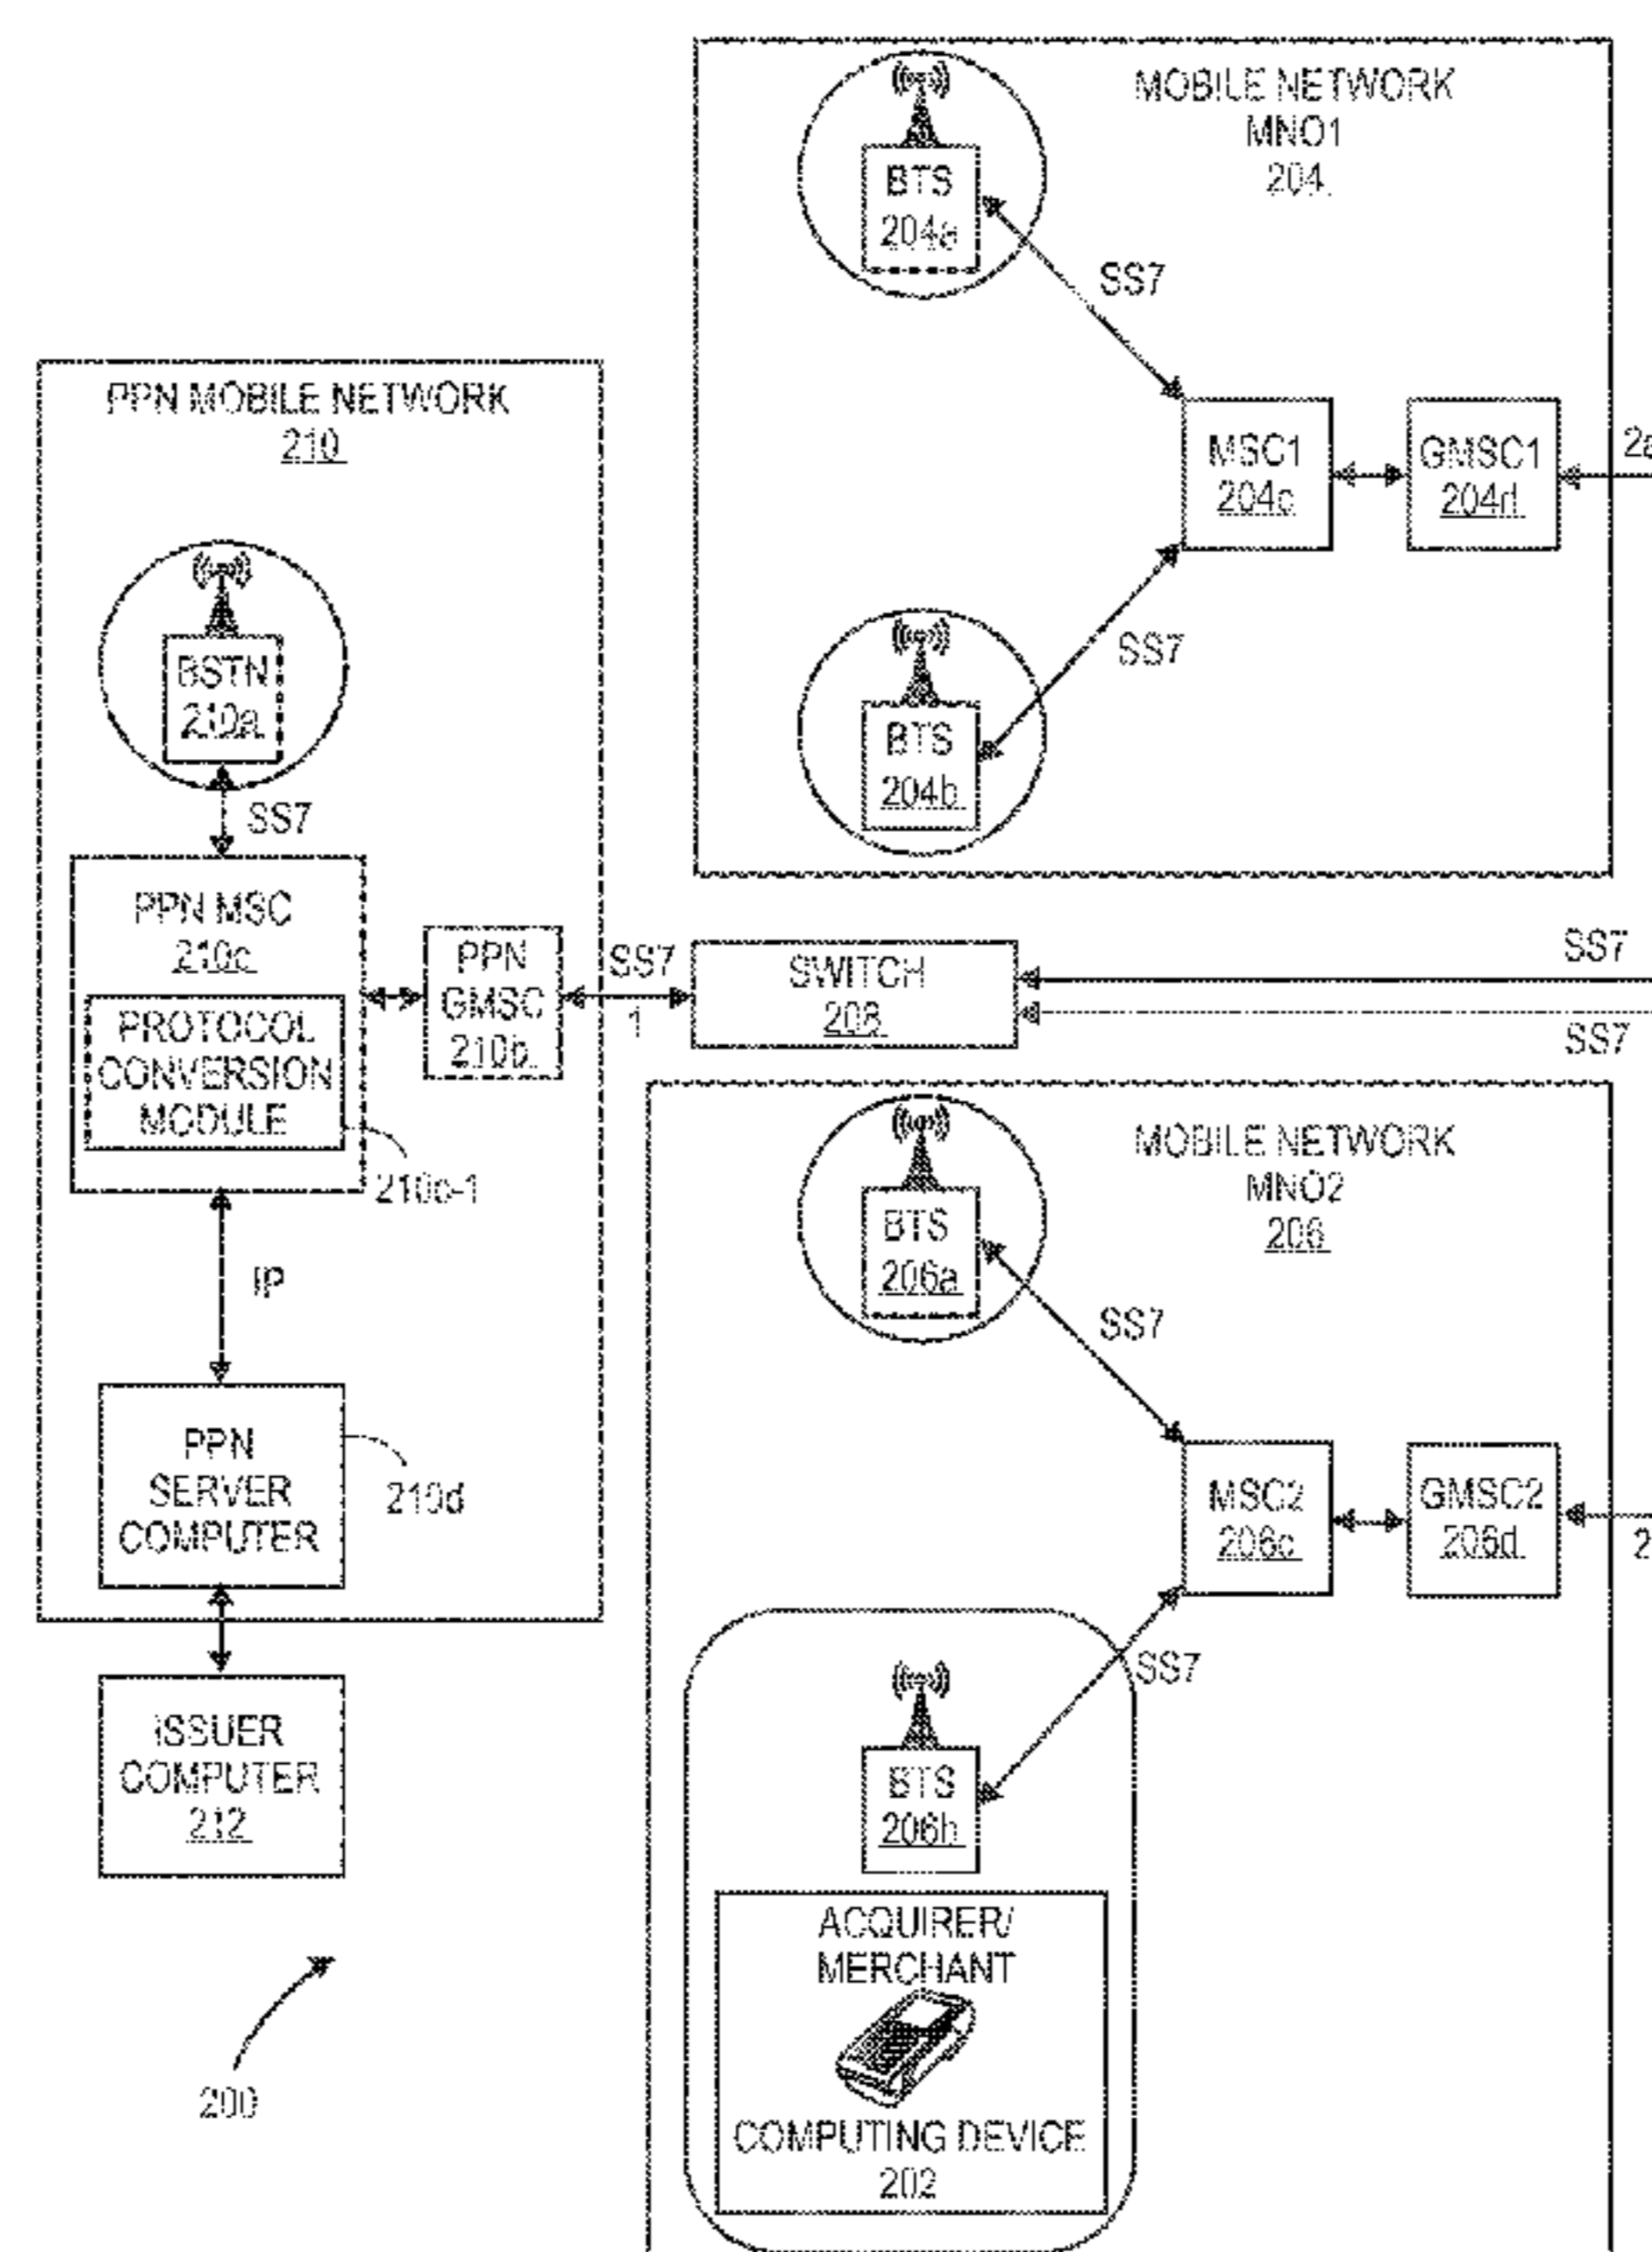 MOBILE NETWORK
MNO1
204
BTS
204a
SS7
MSC1
204c
GMSC1
204d
2a
SS7
BTS
204b
PPN MOBILE NETWORK
210
BSTN
210a
SS7
PPN MSC
210c
PROTOCOL
CONVERSION
MODULE
210c-1
PPN
GMSC
210b
SS7
1
SWITCH
208
SS7
SS7
IP
PPN
SERVER
COMPUTER
210d
ISSUER
COMPUTER
212
200
MOBILE NETWORK
MNO2
206
BTS
206a
SS7
MSC2
206c
GMSC2
206d
2
SS7
BTS
206b
ACQUIRER/
MERCHANT
COMPUTING DEVICE
202